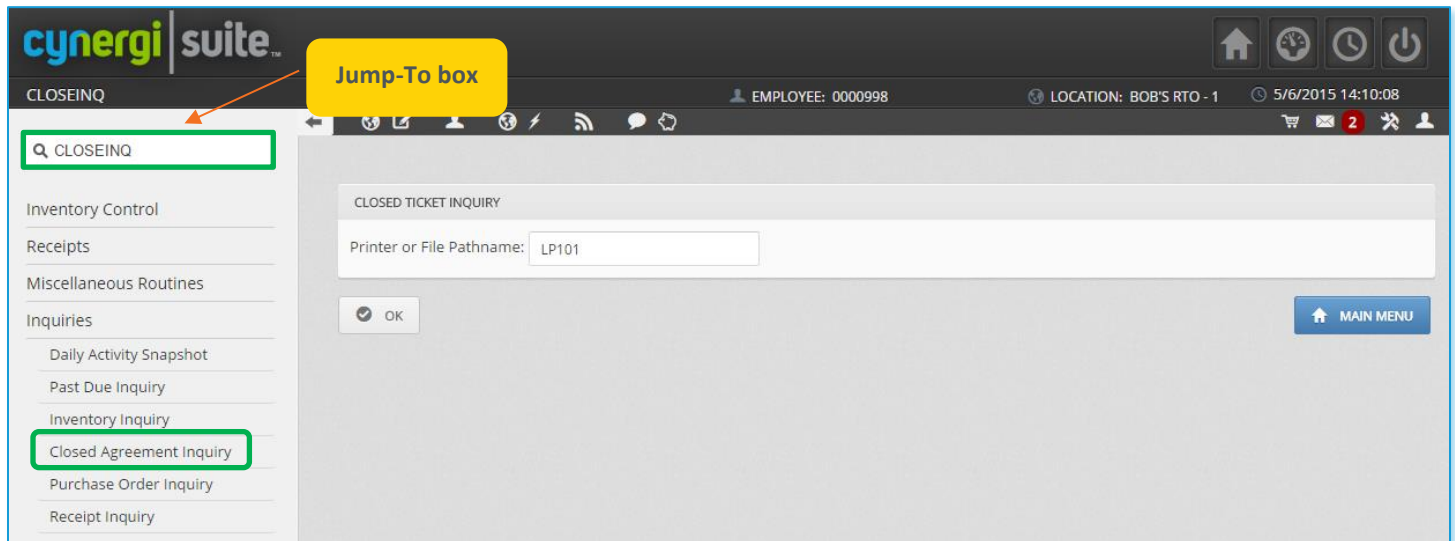 cynergi suite™
Jump-To box
CLOSEINQ
EMPLOYEE: 0000998
LOCATION: BOB'S RTO - 1
5/6/2015 14:10:08
2
CLOSEINQ
Inventory Control
Receipts
Miscellaneous Routines
Inquiries
Daily Activity Snapshot
Past Due Inquiry
Inventory Inquiry
Closed Agreement Inquiry
Purchase Order Inquiry
Receipt Inquiry
CLOSED TICKET INQUIRY
Printer or File Pathname: LP101
OK
MAIN MENU